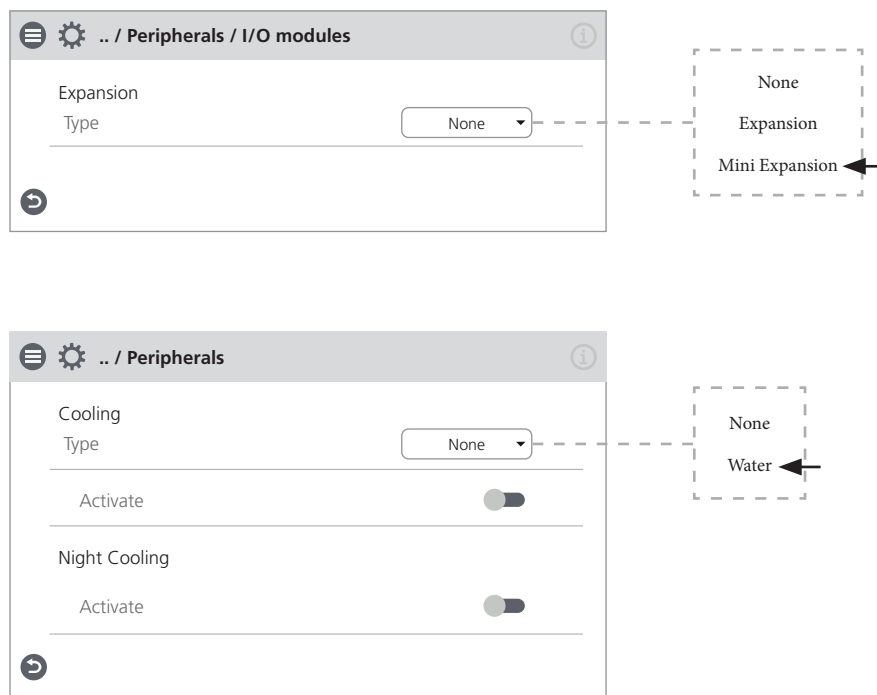 .. / Peripherals / I/O modules
Expansion
Type
None
None
Expansion
Mini Expansion
.. / Peripherals
Cooling
Type
None
None
Water
Activate
Night Cooling
Activate